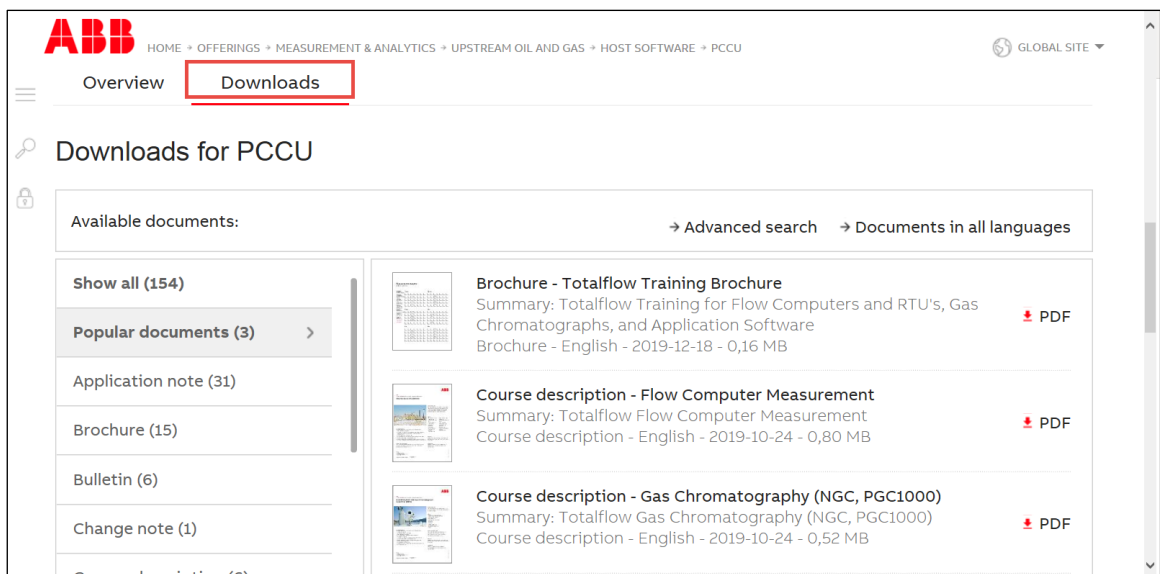 ABB
HOME → OFFERINGS → MEASUREMENT & ANALYTICS → UPSTREAM OIL AND GAS → HOST SOFTWARE → PCCU
GLOBAL SITE
Overview
Downloads
Downloads for PCCU
Available documents:
→ Advanced search
→ Documents in all languages
Show all (154)
Popular documents (3)
Application note (31)
Brochure (15)
Bulletin (6)
Change note (1)
Brochure - Totalflow Training Brochure
Summary: Totalflow Training for Flow Computers and RTU's, Gas
Chromatographs, and Application Software
Brochure - English - 2019-12-18 - 0,16 MB
PDF
Course description - Flow Computer Measurement
Summary: Totalflow Flow Computer Measurement
Course description - English - 2019-10-24 - 0,80 MB
PDF
Course description - Gas Chromatography (NGC, PGC1000)
Summary: Totalflow Gas Chromatography (NGC, PGC1000)
Course description - English - 2019-10-24 - 0,52 MB
PDF